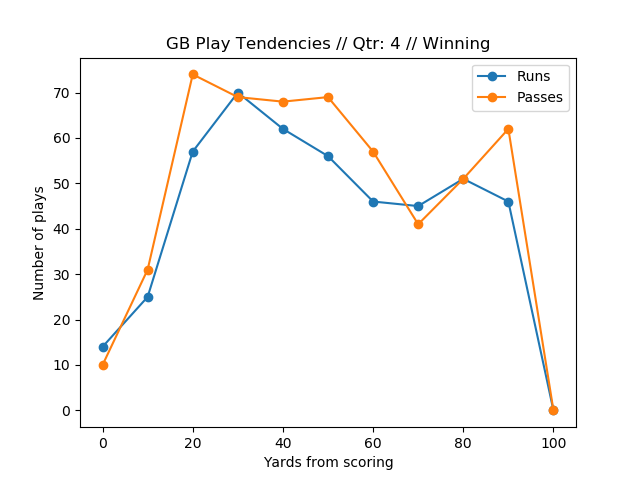 GB Play Tendencies // Qtr: 4 // Winning
Runs
Passes
Number of plays
70
60
50
40
30
20
10
0
0 20 40 60 80 100
Yards from scoring